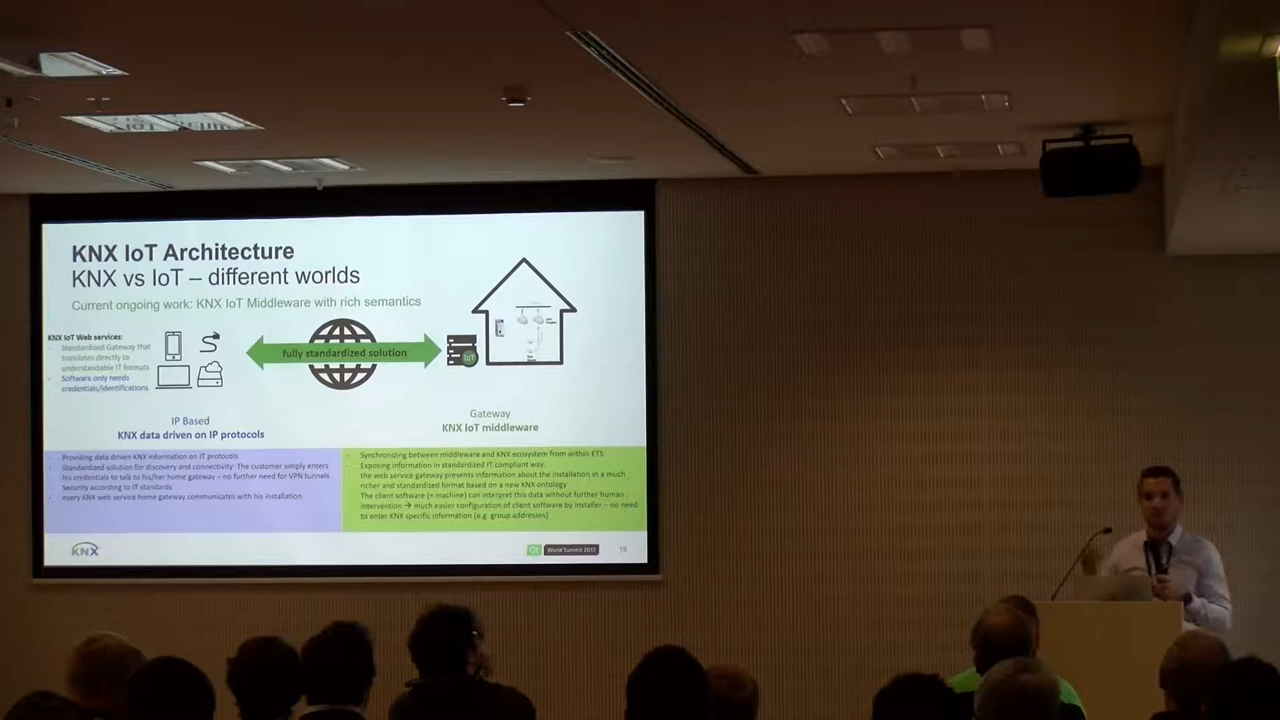 KNX IoT Architecture
KNX vs IoT – different worlds
Current ongoing work: KNX IoT Middleware with rich semantics
KNX IoT Web services:
- Standardized Gateway that
translates directly to
understandable IT formats
- Software only needs
credentials/identifications
fully standardized solution
IoT
IP Based
KNX data driven on IP protocols
Gateway
KNX IoT middleware
- Providing data driven KNX information on IT protocols
- Standardized solution for discovery and connectivity: The customer simply enters
his credentials to talk to his/her home gateway – no further need for VPN tunnels
- Security according to IT standards
- every KNX web service home gateway communicates with his installation
- Synchronizing between middleware and KNX ecosystem from within ETS
- Exposing information in standardized IT compliant way:
the web service gateway presents information about the installation in a much
richer and standardized format based on a new KNX ontology
The client software (= machine) can interpret this data without further human
intervention → much easier configuration of client software by installer – no need
to enter KNX specific information (e.g. group addresses)
KNX
Qt World Summit 2017
19